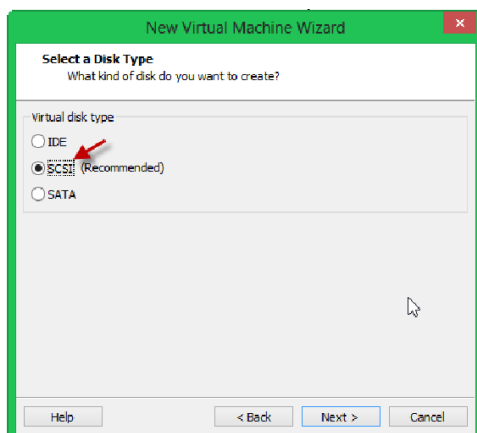 New Virtual Machine Wizard
Select a Disk Type
What kind of disk do you want to create?
Virtual disk type
IDE
SCSI (Recommended)
SATA
Help < Back Next > Cancel